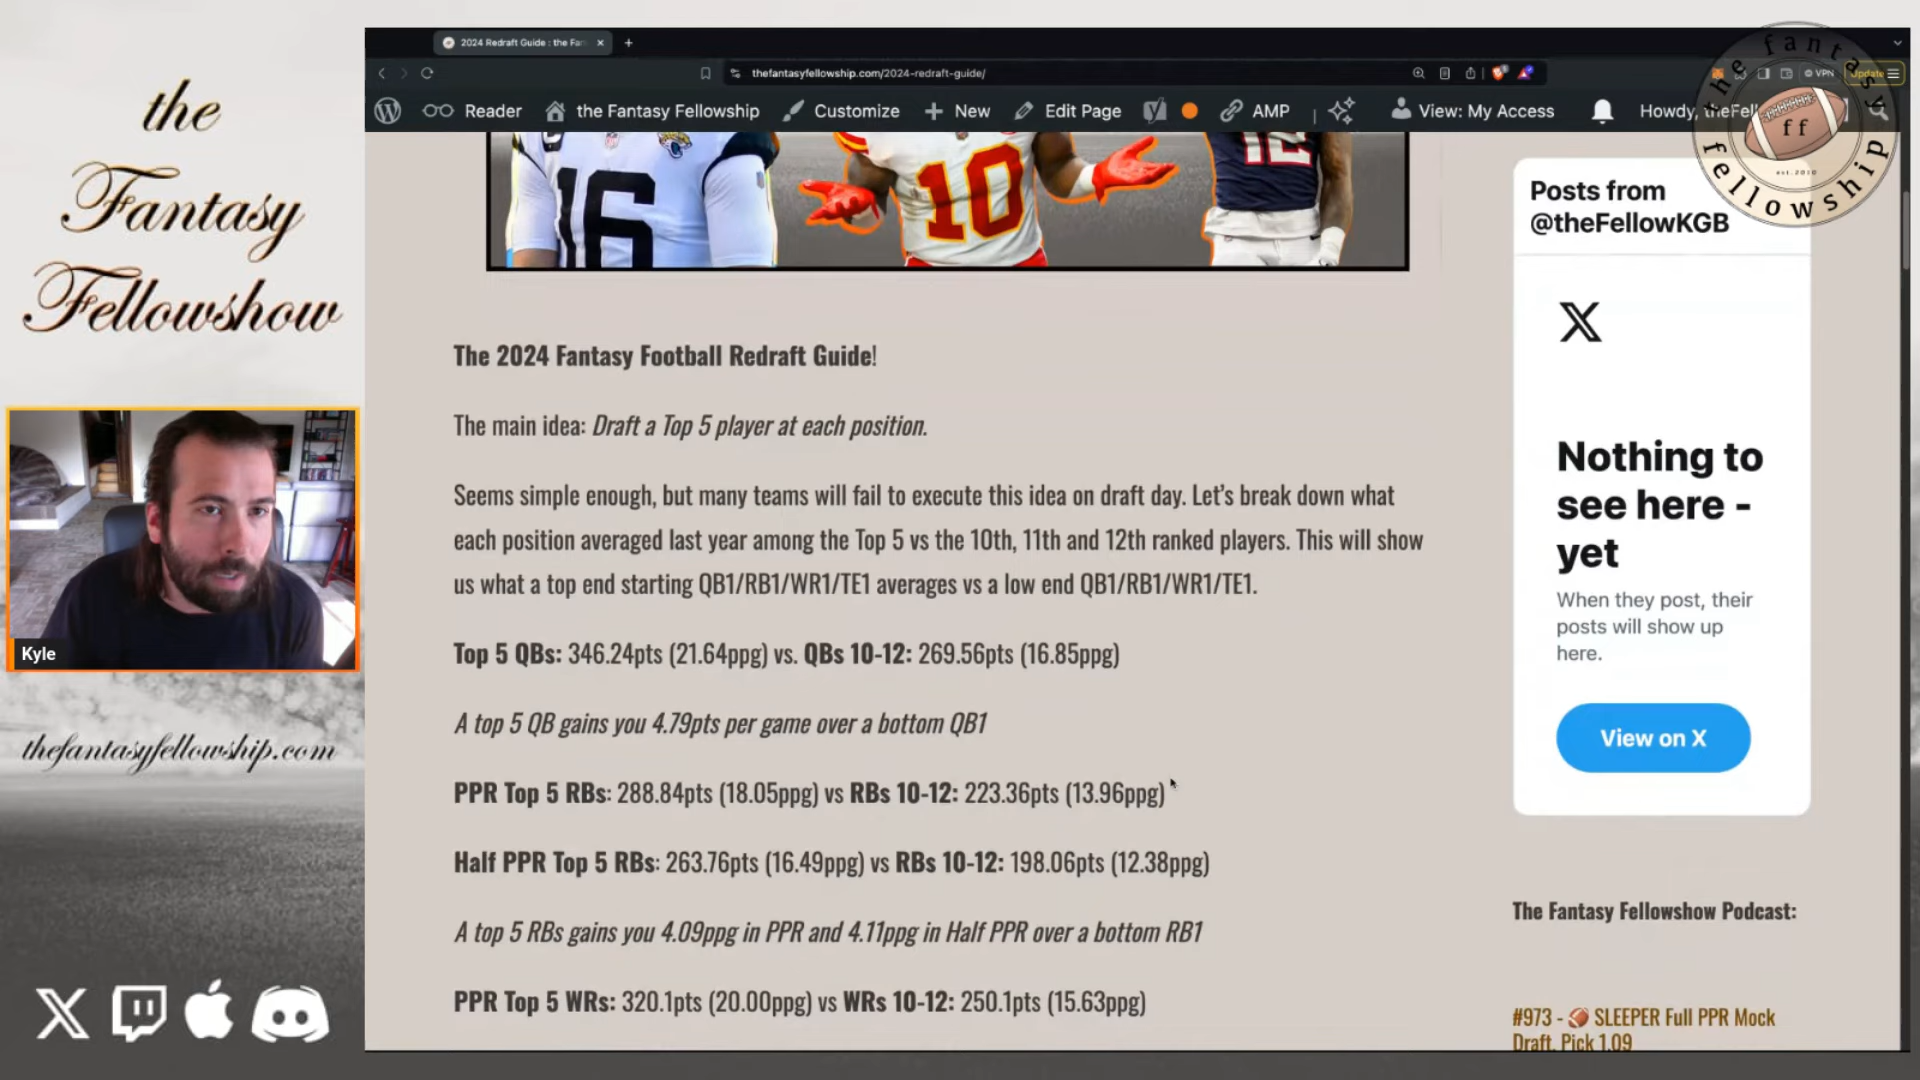 the
Fantasy
Fellowshow
Kyle
thefantasyfellowship.com
2024 Redraft Guide : the Fan
thefantasyfellowship.com/2024-redraft-guide/
VPN
Update
Reader
the Fantasy Fellowship
Customize
New
Edit Page
AMP
View: My Access
Howdy, theFel
16
10
12
the fantasy fellowship
ff
est.2010
The 2024 Fantasy Football Redraft Guide!
The main idea: Draft a Top 5 player at each position.
Seems simple enough, but many teams will fail to execute this idea on draft day. Let’s break down what
each position averaged last year among the Top 5 vs the 10th, 11th and 12th ranked players. This will show
us what a top end starting QB1/RB1/WR1/TE1 averages vs a low end QB1/RB1/WR1/TE1.
Top 5 QBs: 346.24pts (21.64ppg) vs. QBs 10-12: 269.56pts (16.85ppg)
A top 5 QB gains you 4.79pts per game over a bottom QB1
PPR Top 5 RBs: 288.84pts (18.05ppg) vs RBs 10-12: 223.36pts (13.96ppg)
Half PPR Top 5 RBs: 263.76pts (16.49ppg) vs RBs 10-12: 198.06pts (12.38ppg)
A top 5 RBs gains you 4.09ppg in PPR and 4.11ppg in Half PPR over a bottom RB1
PPR Top 5 WRs: 320.1pts (20.00ppg) vs WRs 10-12: 250.1pts (15.63ppg)
Posts from
@theFellowKGB
Nothing to
see here -
yet
When they post, their
posts will show up
here.
View on X
The Fantasy Fellowshow Podcast:
#973 - 🏈 SLEEPER Full PPR Mock
Draft, Pick 1.09